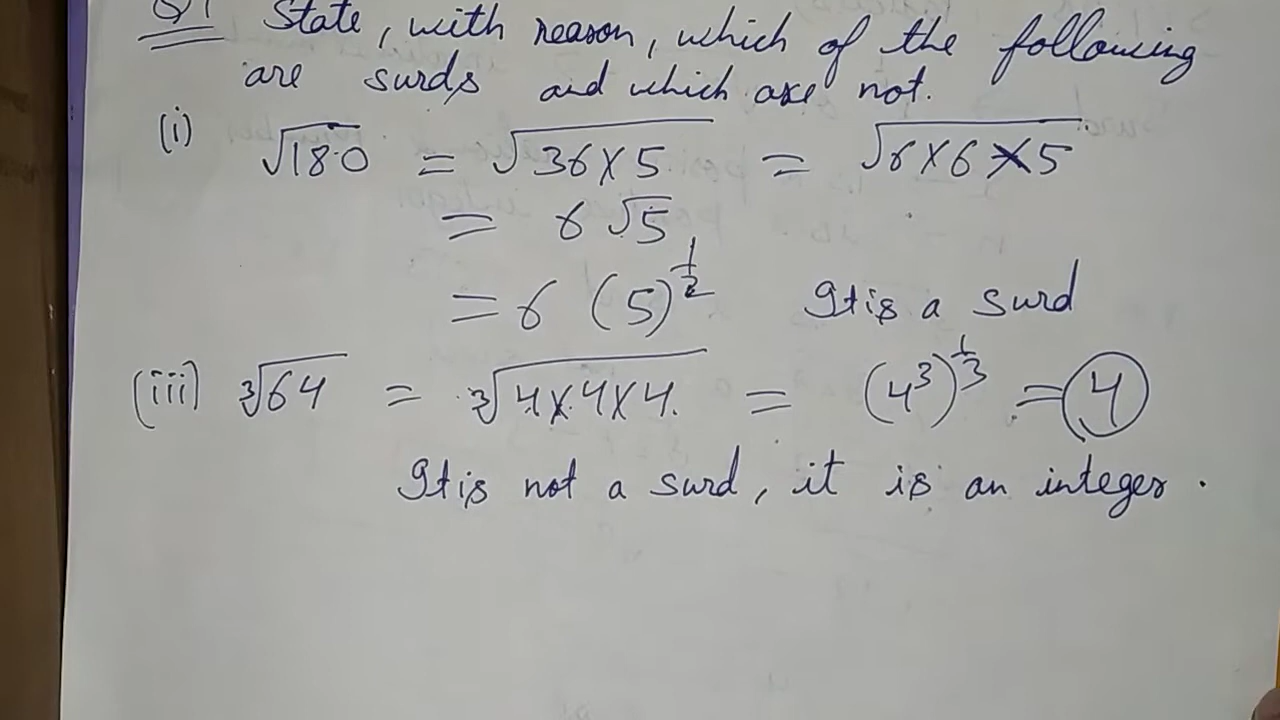 Q1 State, with reason, which of the following
are surds and which are not.
(i) √180 = √36×5 = √6×6×5
= 6√5
= 6 (5)^1/2 It is a surd
(iii) ∛64 = ∛4×4×4 = (4³)^1/3 = 4
It is not a surd, it is an integer.